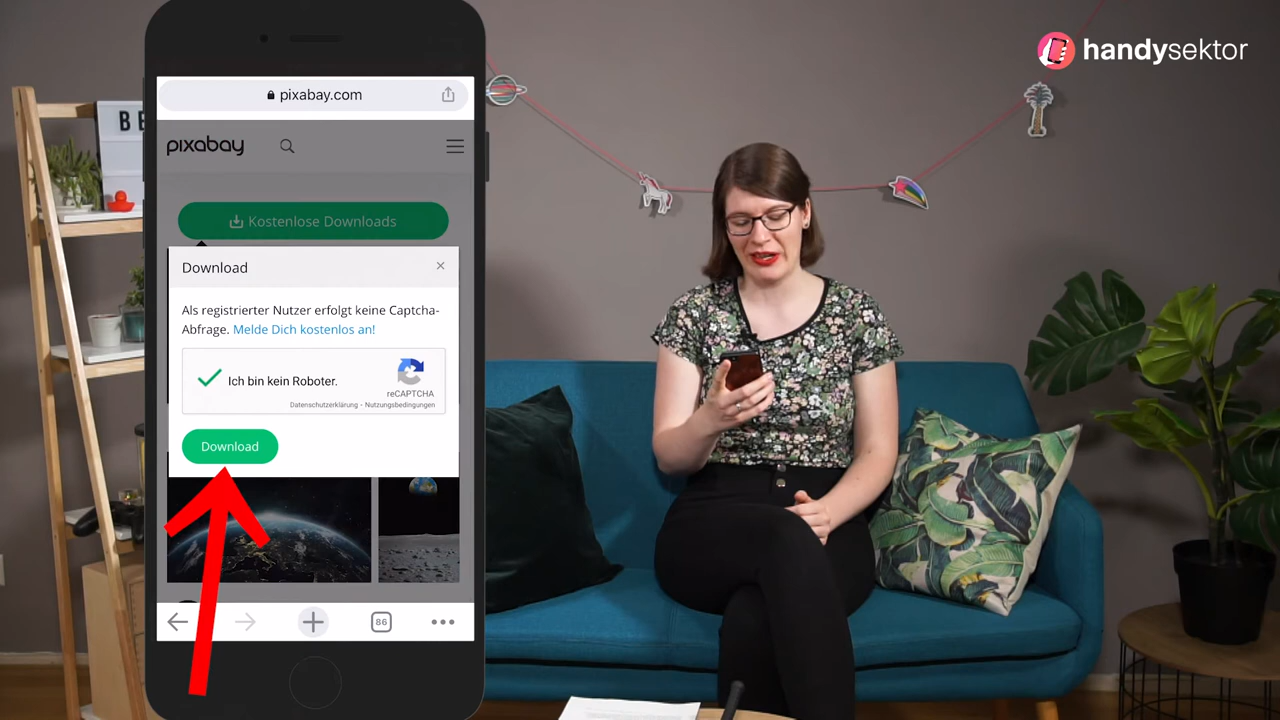 handysektor
BE
pixabay.com
pixabay
Kostenlose Downloads
Download
Als registrierter Nutzer erfolgt keine Captcha-
Abfrage. Melde Dich kostenlos an!
Ich bin kein Roboter.
reCAPTCHA
Datenschutzerklärung - Nutzungsbedingungen
Download
86